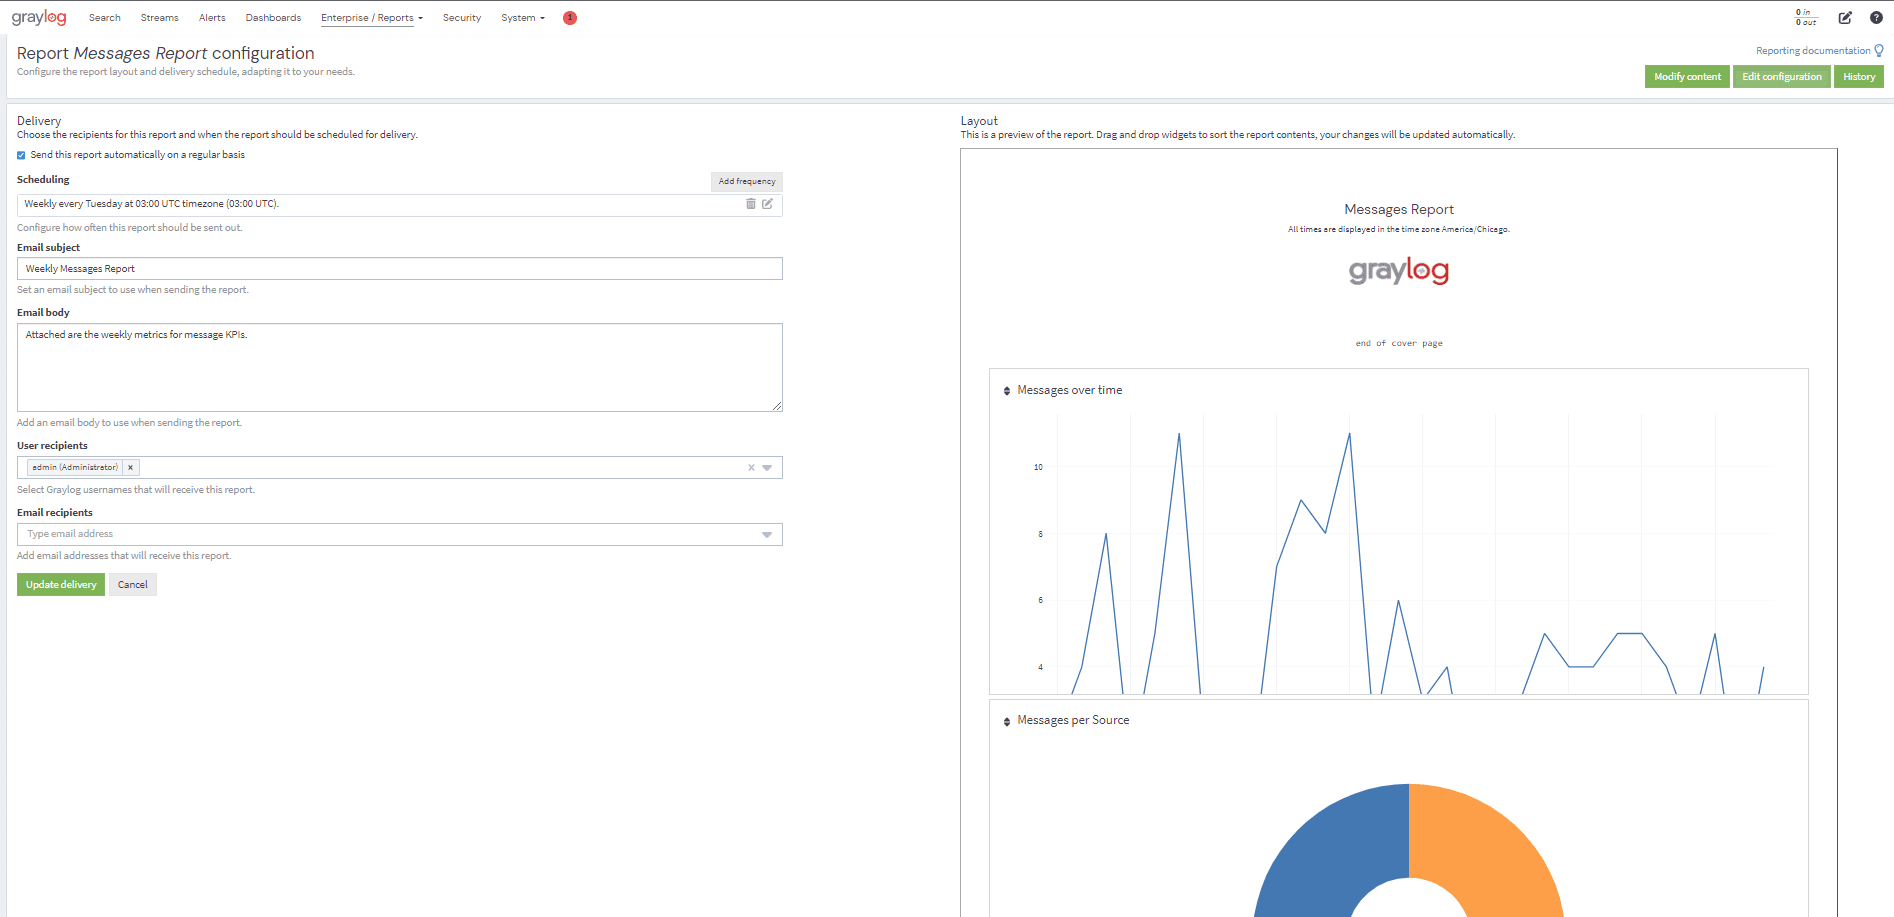 graylog Search Streams Alerts Dashboards Enterprise / Reports Security System 1 0 in
0 out
?
Report Messages Report configuration
Configure the report layout and delivery schedule, adapting it to your needs.
Reporting documentation
Modify content Edit configuration History
Delivery
Choose the recipients for this report and when the report should be scheduled for delivery.
Send this report automatically on a regular basis
Scheduling
Add frequency
Weekly every Tuesday at 03:00 UTC timezone (03:00 UTC).
Configure how often this report should be sent out.
Email subject
Weekly Messages Report
Set an email subject to use when sending the report.
Email body
Attached are the weekly metrics for message KPIs.
Add an email body to use when sending the report.
User recipients
admin (Administrator) × ×
Select Graylog usernames that will receive this report.
Email recipients
Type email address
Add email addresses that will receive this report.
Update delivery Cancel
Layout
This is a preview of the report. Drag and drop widgets to sort the report contents, your changes will be updated automatically.
Messages Report
All times are displayed in the time zone America/Chicago.
graylog
end of cover page
Messages over time
10
8
6
4
Messages per Source